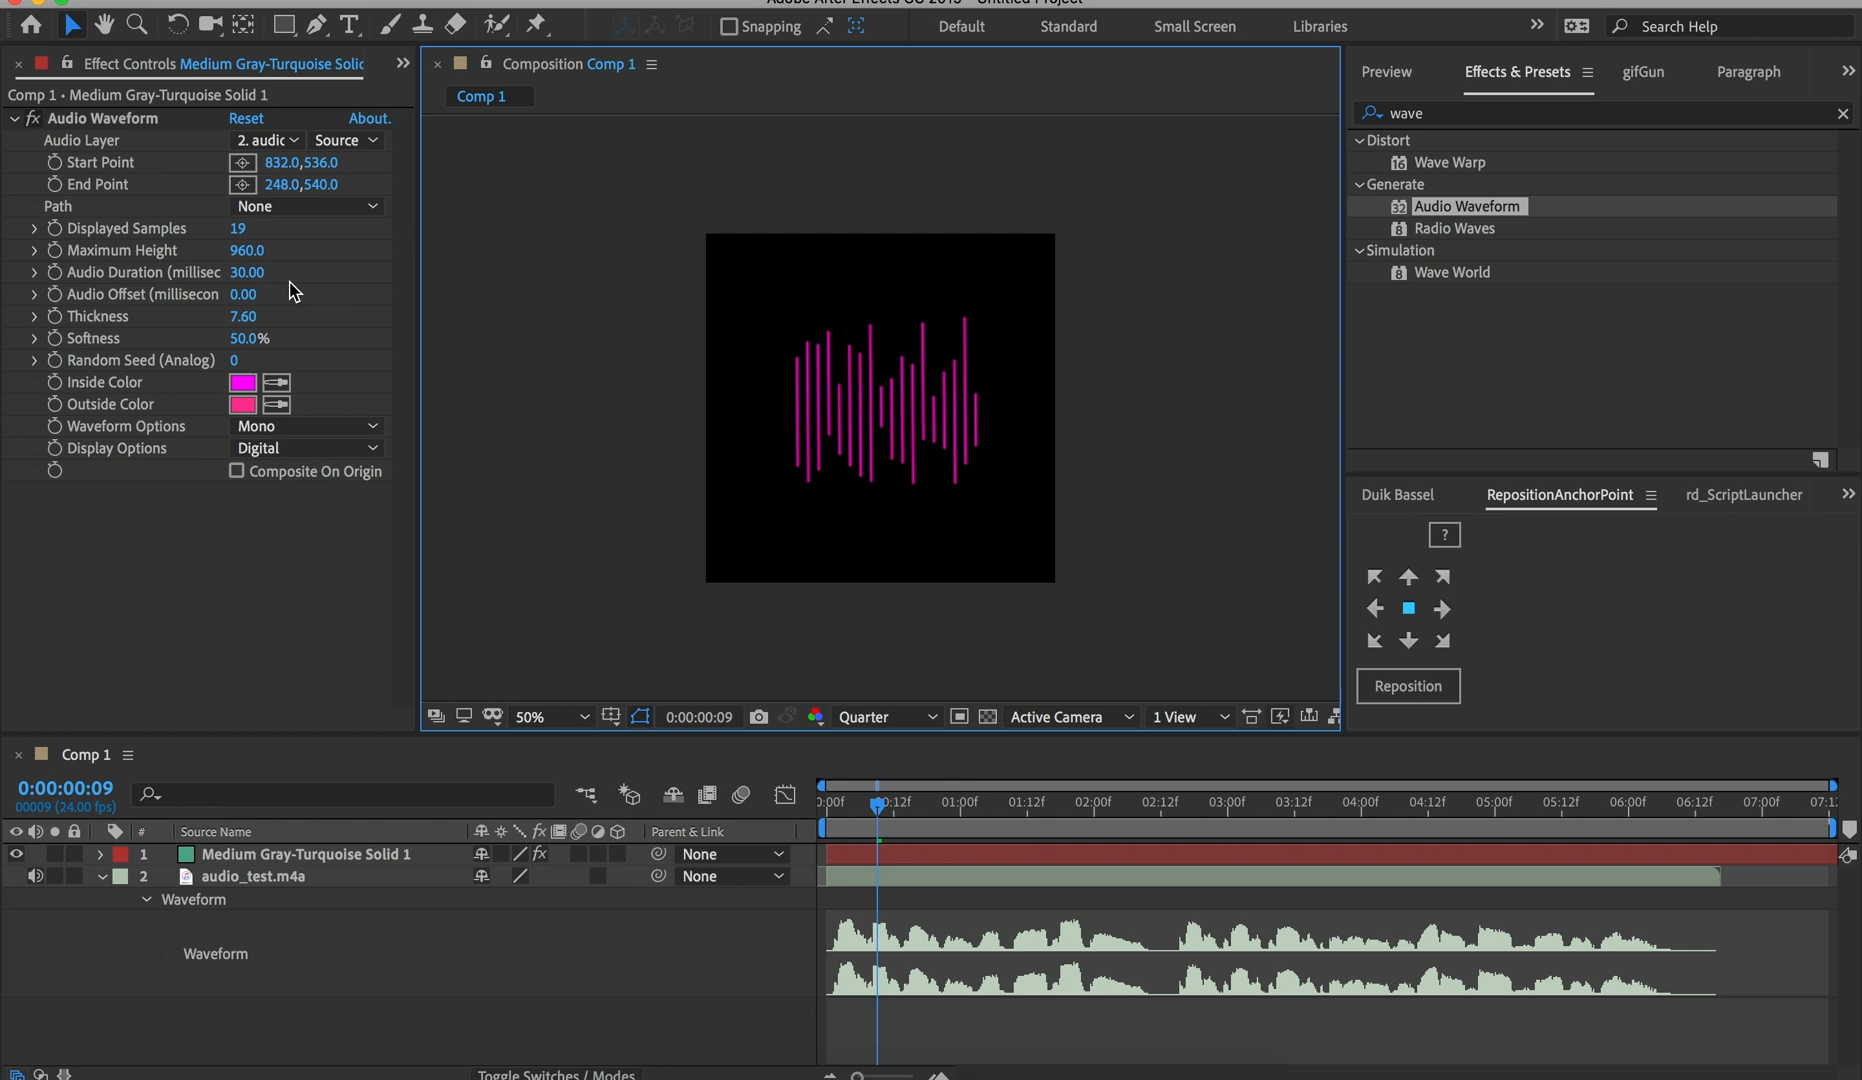 Snapping
Default
Standard
Small Screen
Libraries
Search Help
Effect Controls Medium Gray-Turquoise Solid
Comp 1 • Medium Gray-Turquoise Solid 1
fx Audio Waveform Reset About.
Audio Layer 2. audio Source
Start Point 832.0,536.0
End Point 248.0,540.0
Path None
Displayed Samples 19
Maximum Height 960.0
Audio Duration (millisec 30.00
Audio Offset (millisecon 0.00
Thickness 7.60
Softness 50.0%
Random Seed (Analog) 0
Inside Color
Outside Color
Waveform Options Mono
Display Options Digital
Composite On Origin
Composition Comp 1
Comp 1
50% 0:00:00:09 Quarter Active Camera 1 View
Preview Effects & Presets gifGun Paragraph
wave
Distort
16 Wave Warp
Generate
32 Audio Waveform
8 Radio Waves
Simulation
8 Wave World
Duik Bassel RepositionAnchorPoint rd_ScriptLauncher
?
Reposition
Comp 1
0:00:00:09
00009 (24.00 fps)
# Source Name Parent & Link
1 Medium Gray-Turquoise Solid 1 fx None
2 audio_test.m4a None
Waveform
Waveform
01:00f 01:12f 02:00f 02:12f 03:00f 03:12f 04:00f 04:12f 05:00f 05:12f 06:00f 06:12f 07:00f
Toggle Switches / Modes